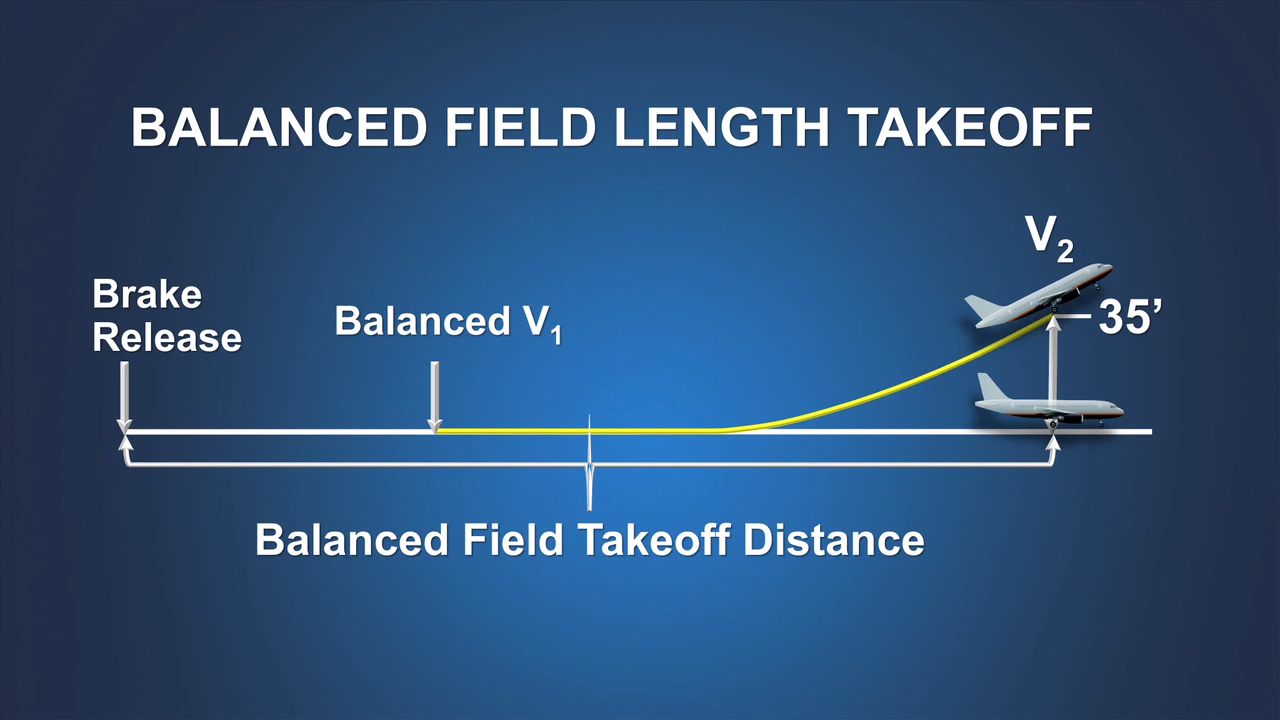 BALANCED FIELD LENGTH TAKEOFF
V₂
Brake
Release
Balanced V₁
35’
Balanced Field Takeoff Distance